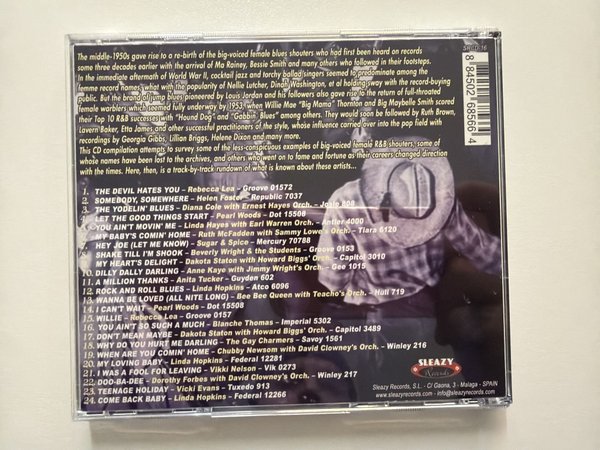 The middle-1950s gave rise to a re-birth of the big-voiced female blues shouters who had first been heard on records
some three decades earlier with the arrival of Ma Rainey, Bessie Smith and many others who followed in their footsteps.
In the immediate aftermath of World War II, cocktail jazz and torchy ballad singers seemed to predominate among the
femme record names what with the popularity of Nellie Lutcher, Dinah Washington, et al holding sway with the record-buying
public. But the brand of jump blues pioneered by Louis Jordan and his followers also gave rise to the return of full-throated
female warblers which seemed fully underway by 1953, when Willie Mae "Big Mama" Thornton and Big Maybelle Smith scored
their Top 10 R&B successes with "Hound Dog" and "Gabbin' Blues" among others. They would soon be followed by Ruth Brown,
Lavern Baker, Etta James and other successful practitioners of the style, whose influence carried over into the pop field with
recordings by Georgia Gibbs, Lillian Briggs, Helene Dixon and many more.
This CD compilation attempts to survey some of the less-conspicuous examples of big-voiced female R&B shouters, some of
whose names have been lost to the archives, and others who went on to fame and fortune as their careers changed direction
with the times. Here, then, is a track-by-track rundown of what is known about these artists...
SRCD-16
8 84502 68566 4
1. THE DEVIL HATES YOU – Rebecca Lea – Groove 01572
2. SOMEBODY, SOMEWHERE – Helen Foster – Republic 7037
3. THE YODELIN' BLUES – Diana Cole with Ernest Hayes Orch. – Josie 808
4. LET THE GOOD THINGS START – Pearl Woods – Dot 15508
5. YOU AIN'T MOVIN' ME – Linda Hayes with Earl Warren Orch. – Antler 4000
6. MY BABY'S COMIN' HOME – Ruth McFadden with Sammy Lowe's Orch. – Tiara 6120
7. HEY JOE (LET ME KNOW) – Sugar & Spice – Mercury 70788
8. SHAKE TILL I'M SHOOK – Beverly Wright & the Students – Groove 0153
9. MY HEART'S DELIGHT – Dakota Staton with Howard Biggs' Orch. – Capitol 3010
10. DILLY DALLY DARLING – Anne Kaye with Jimmy Wright's Orch. – Gee 1015
11. A MILLION THANKS – Anita Tucker – Guyden 602
12. ROCK AND ROLL BLUES – Linda Hopkins – Atco 6096
13. WANNA BE LOVED (ALL NITE LONG) – Bee Bee Queen with Teacho's Orch. – Huli 719
14. I CAN'T WAIT – Pearl Woods – Dot 15508
15. WILLIE – Rebecca Lea – Groove 0157
16. YOU AIN'T SO SUCH A MUCH – Blanche Thomas – Imperial 5302
17. DON'T MEAN MAYBE – Dakota Staton with Howard Biggs' Orch. – Capitol 3489
18. WHY DO YOU HURT ME DARLING – The Gay Charmers – Savoy 1561
19. WHEN ARE YOU COMIN' HOME – Chubby Newsom with David Clowney's Orch. – Winley 216
20. MY LOVING BABY – Linda Hopkins – Federal 12281
21. I WAS A FOOL FOR LEAVING – Vikki Nelson – Vik 0273
22. DOO-BA-DEE – Dorothy Forbes with David Clowney's Orch. – Winley 217
23. TEENAGE HOLIDAY – Vicki Evans – Tuxedo 913
24. COME BACK BABY – Linda Hopkins – Federal 12266
SLEAZY
Records
Sleazy Records, S.L. - C/ Gaona, 3 - Malaga - SPAIN
www.sleazyrecords.com - info@sleazyrecords.com